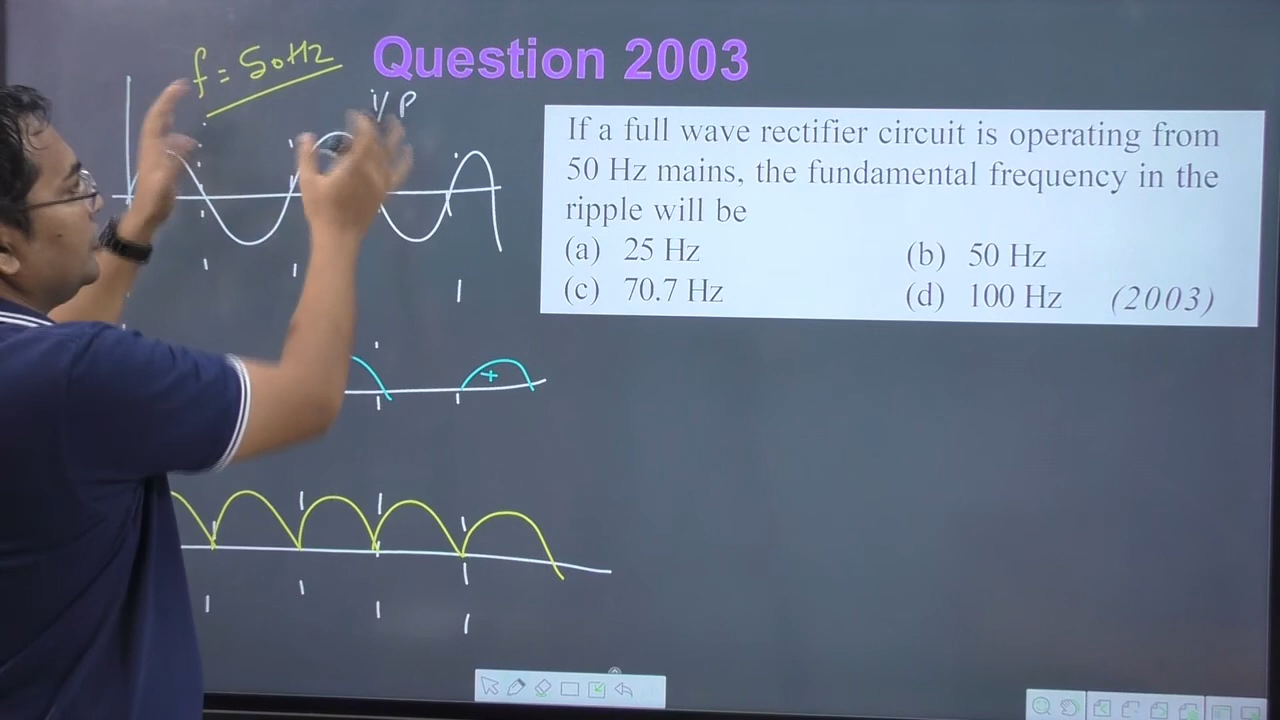 f = 50Hz
Question 2003
i/p
If a full wave rectifier circuit is operating from
50 Hz mains, the fundamental frequency in the
ripple will be
(a) 25 Hz (b) 50 Hz
(c) 70.7 Hz (d) 100 Hz (2003)
+